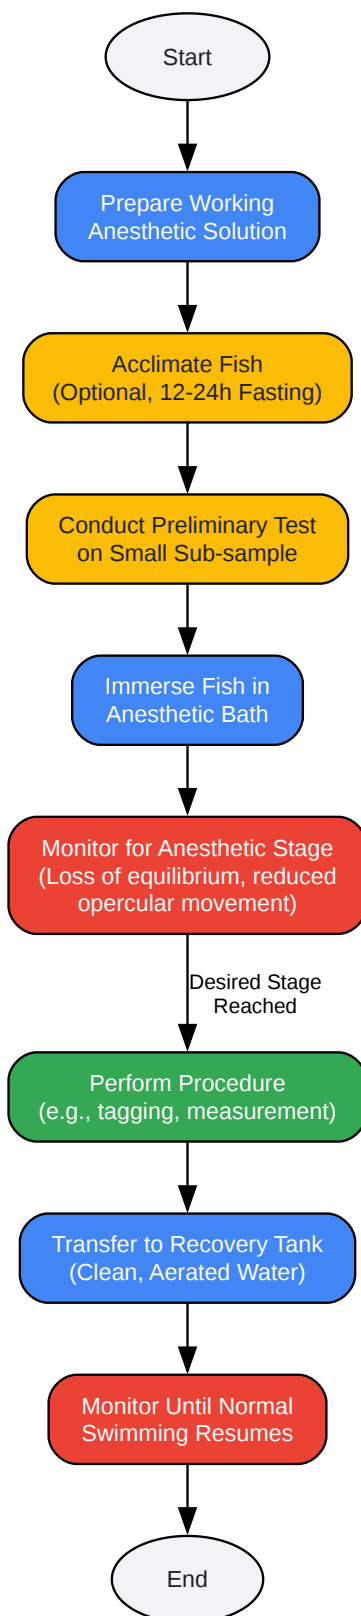 Start
Prepare Working
Anesthetic Solution
Acclimate Fish
(Optional, 12-24h Fasting)
Conduct Preliminary Test
on Small Sub-sample
Immerse Fish in
Anesthetic Bath
Monitor for Anesthetic Stage
(Loss of equilibrium, reduced
opercular movement)
Desired Stage
Reached
Perform Procedure
(e.g., tagging, measurement)
Transfer to Recovery Tank
(Clean, Aerated Water)
Monitor Until Normal
Swimming Resumes
End